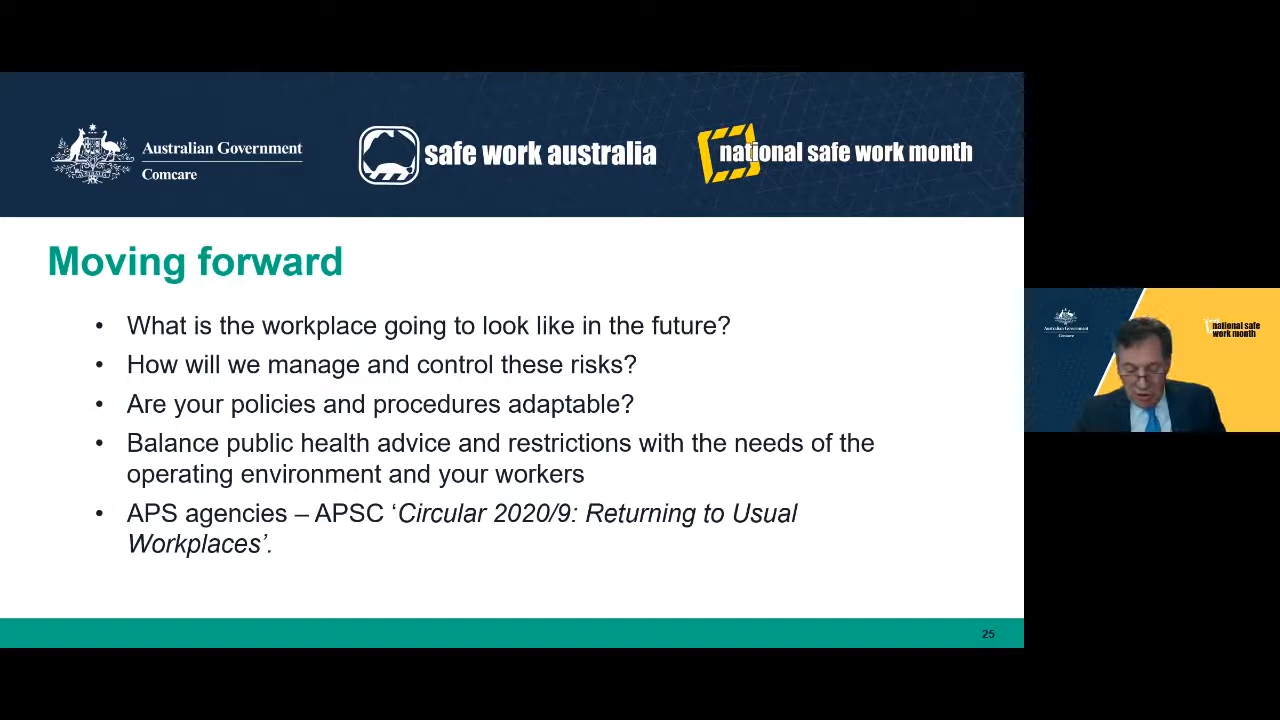 Australian Government
Comcare
safe work australia
national safe work month
Moving forward
• What is the workplace going to look like in the future?
• How will we manage and control these risks?
• Are your policies and procedures adaptable?
• Balance public health advice and restrictions with the needs of the
operating environment and your workers
• APS agencies – APSC ‘Circular 2020/9: Returning to Usual
Workplaces’.
25
Australian Government
Comcare
national safe
work month